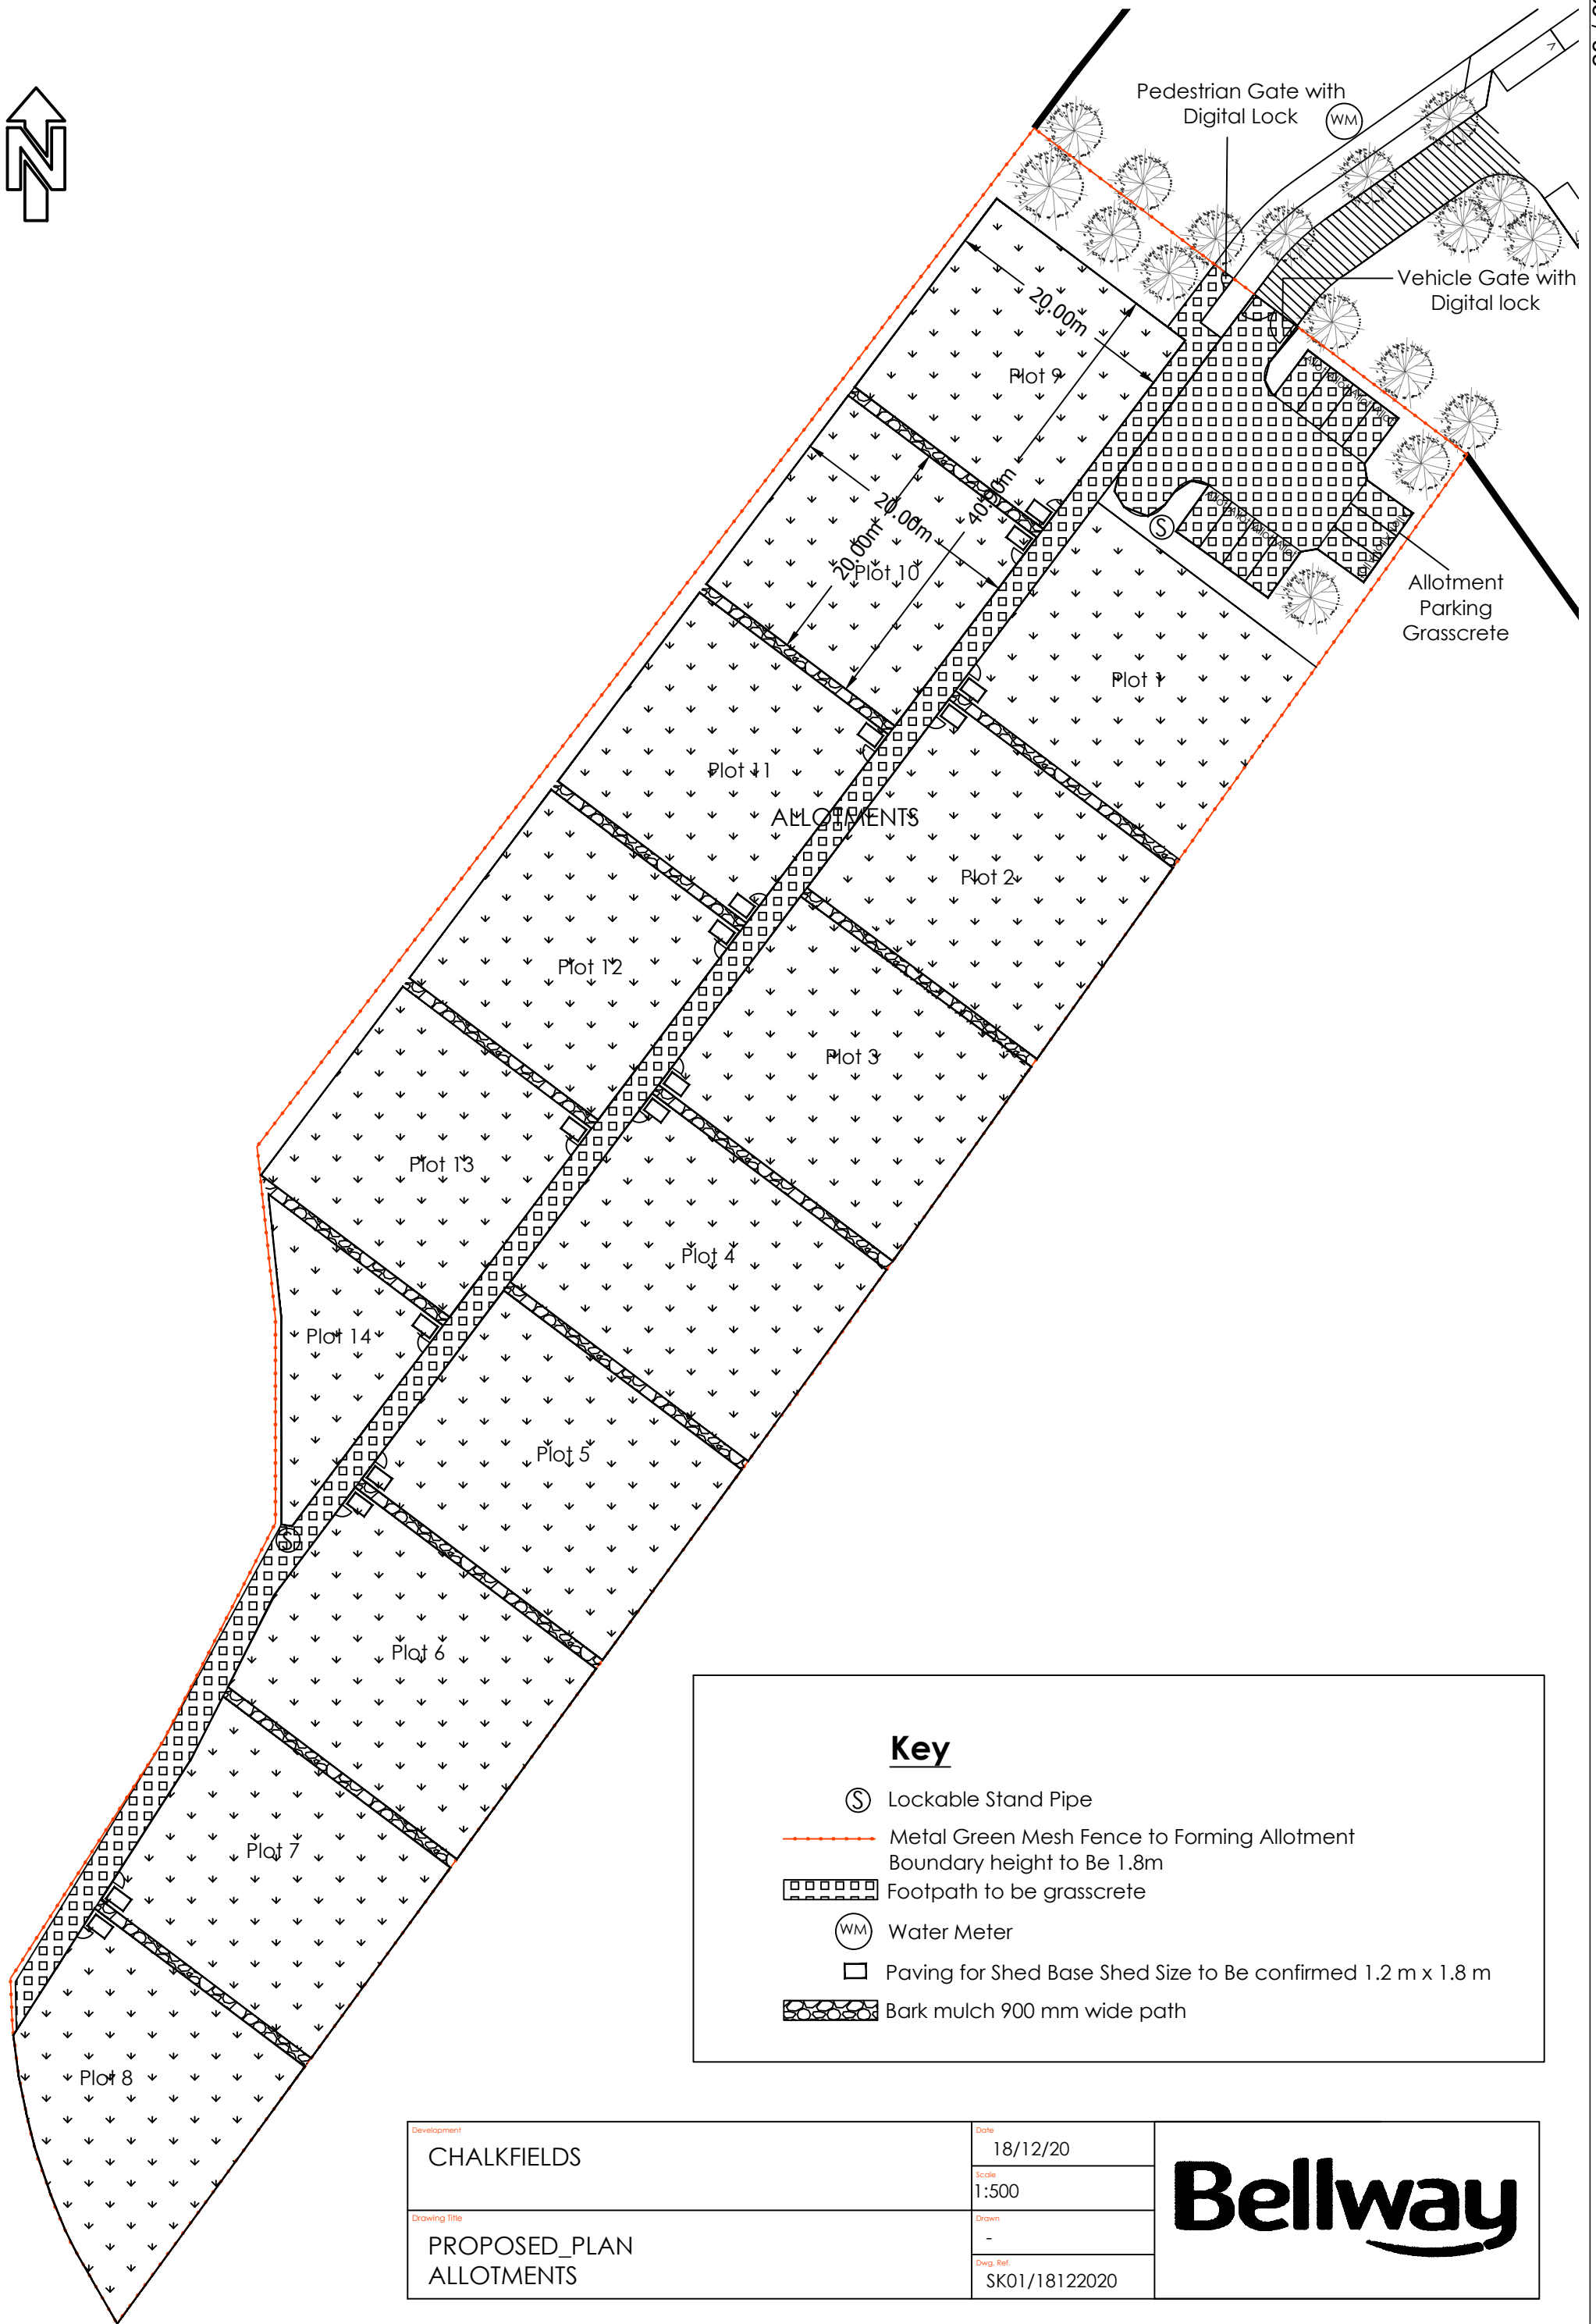 N
Pedestrian Gate with
Digital Lock
WM
Vehicle Gate with
Digital lock
20.00m
Plot 9
40.00m
20.00m
20.00m
Plot 10
S
Allotment
Parking
Grasscrete
Plot 1
Plot 11
ALLOTMENTS
Plot 2
Plot 12
Plot 3
Plot 13
Plot 4
Plot 14
Plot 5
S
Plot 6
Plot 7
Plot 8
Key
S Lockable Stand Pipe
Metal Green Mesh Fence to Forming Allotment
Boundary height to Be 1.8m
Footpath to be grasscrete
WM Water Meter
Paving for Shed Base Shed Size to Be confirmed 1.2 m x 1.8 m
Bark mulch 900 mm wide path
Development
CHALKFIELDS
Date
18/12/20
Scale
1:500
Drawing Title
PROPOSED_PLAN
ALLOTMENTS
Drawn
-
Dwg. Ref.
SK01/18122020
Bellway